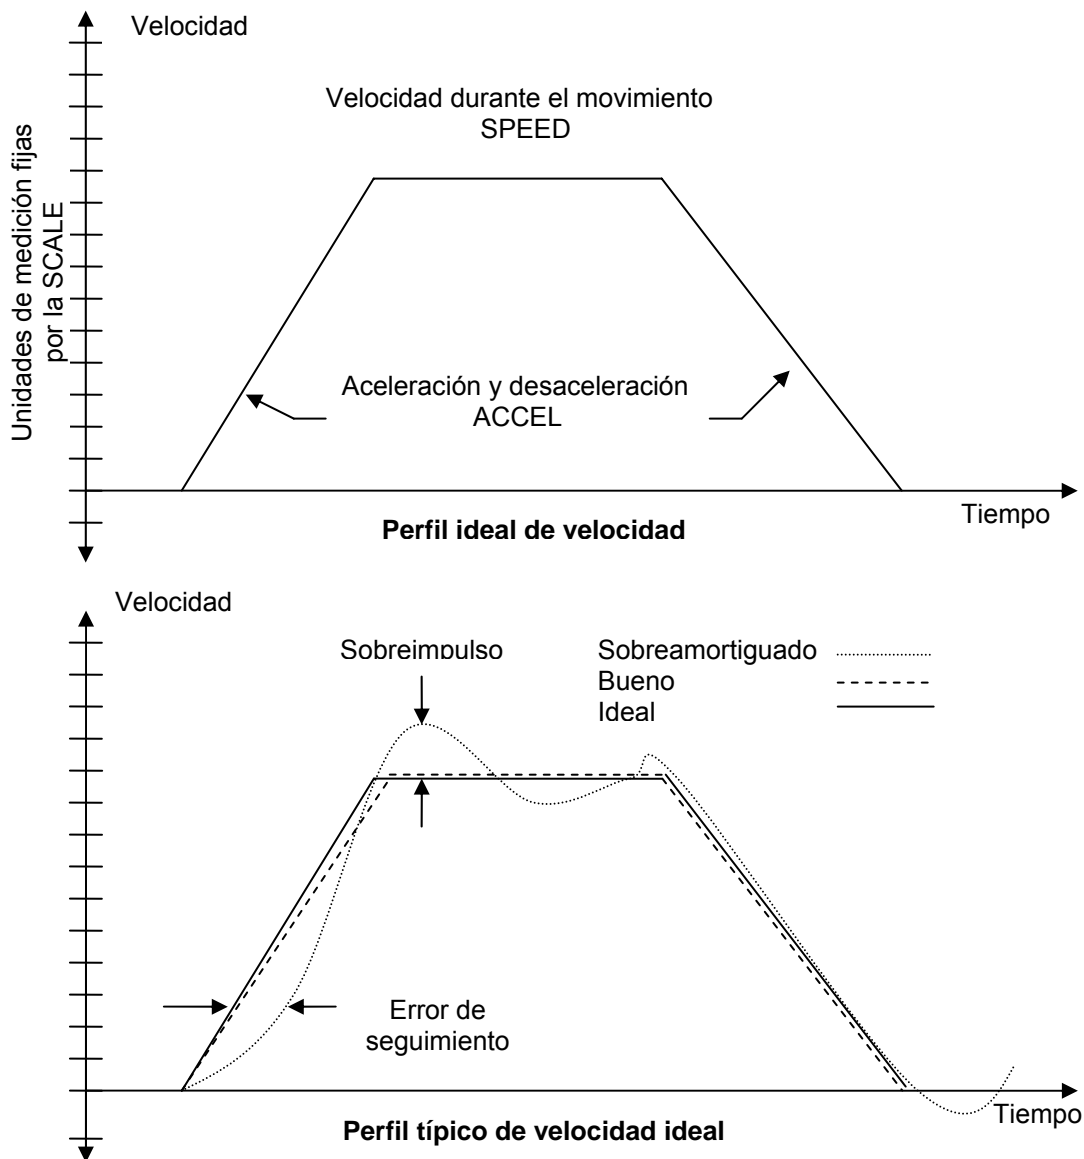 Velocidad
Velocidad durante el movimiento
SPEED
Unidades de medición fijas
por la SCALE
Aceleración y desaceleración
ACCEL
Tiempo
Perfil ideal de velocidad
Velocidad
Sobreimpulso
Sobreamortiguado
Bueno
Ideal
Error de
seguimiento
Tiempo
Perfil típico de velocidad ideal